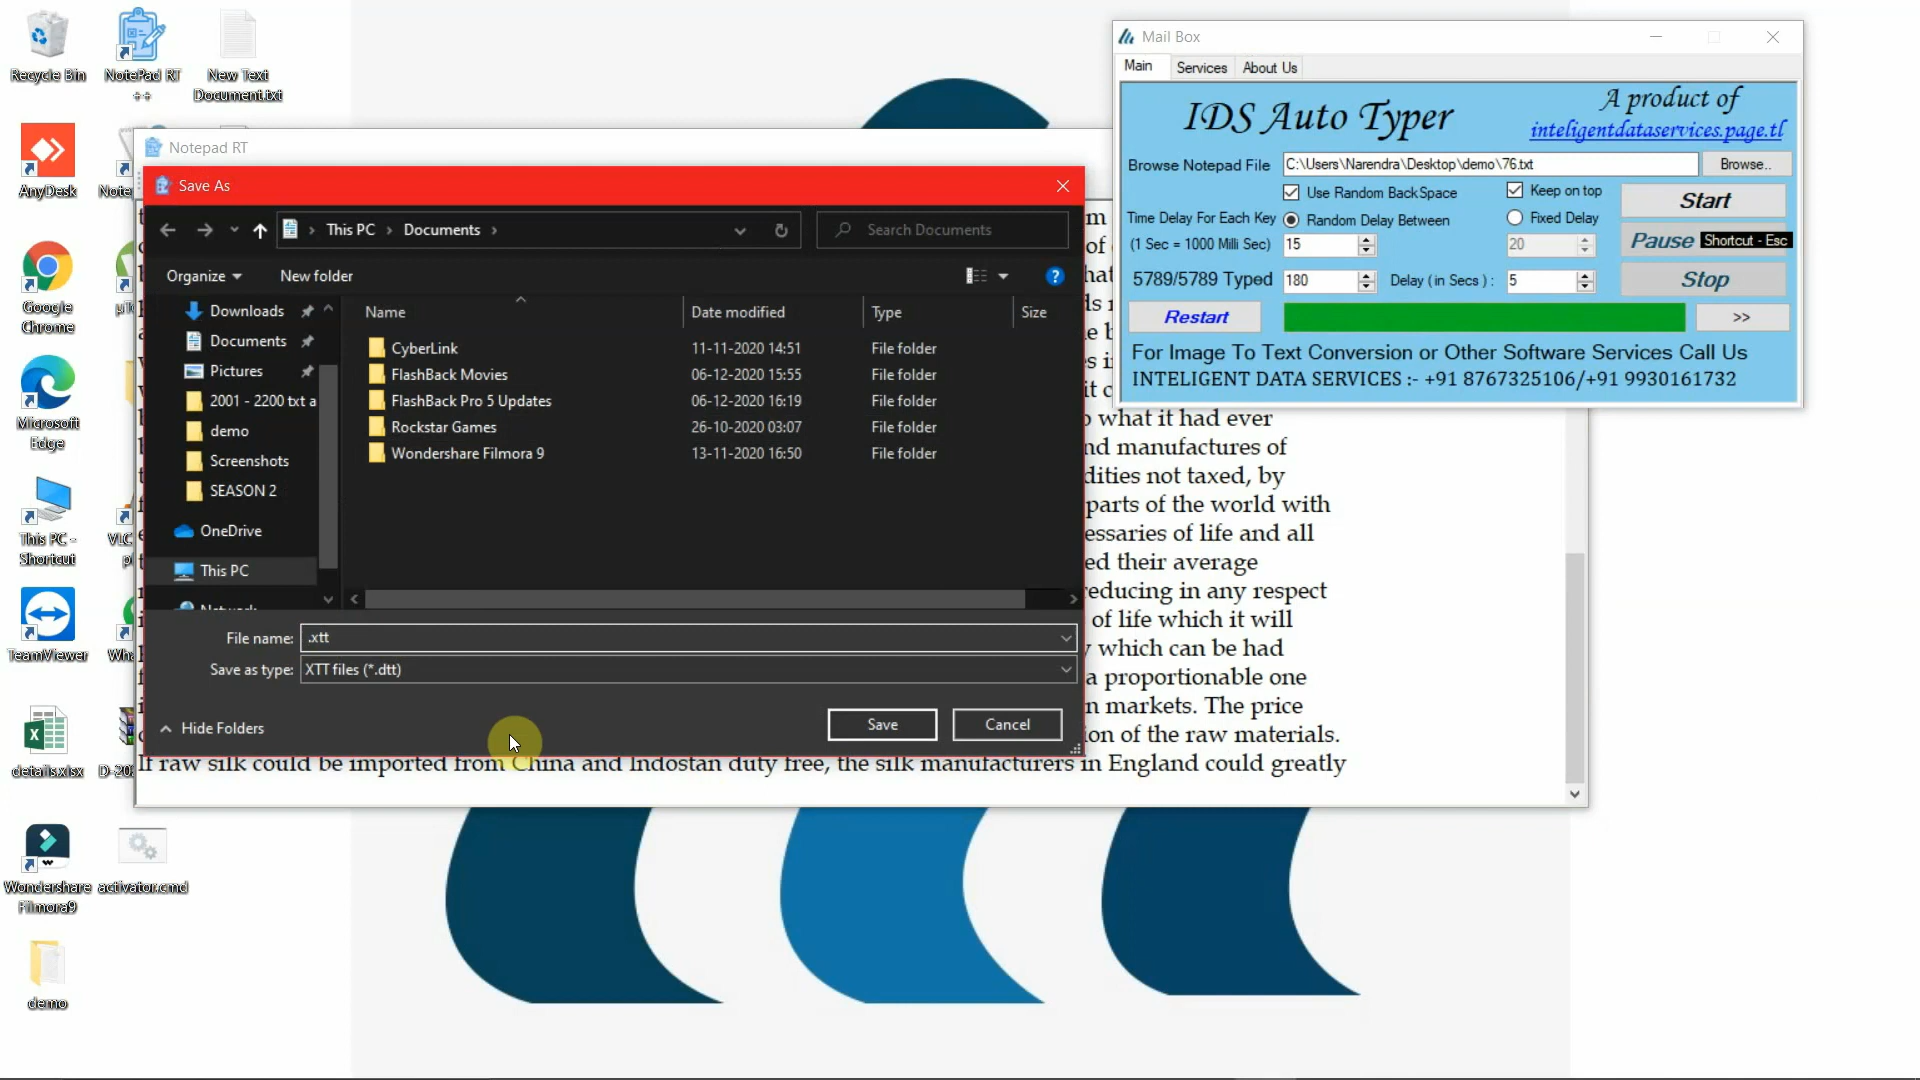 Recycle Bin
NotePad RT
++
New Text
Document.txt
AnyDesk
Google
Chrome
Microsoft
Edge
This PC -
Shortcut
TeamViewer
details.xlsx
Wondershare
Filmora9
activator.cmd
demo
Notepad RT
Save As
This PC
Documents
Search Documents
Organize
New folder
Downloads
Documents
Pictures
2001 - 2200 txt a
demo
Screenshots
SEASON 2
OneDrive
This PC
Name
Date modified
Type
Size
CyberLink 11-11-2020 14:51 File folder
FlashBack Movies 06-12-2020 15:55 File folder
FlashBack Pro 5 Updates 06-12-2020 16:19 File folder
Rockstar Games 26-10-2020 03:07 File folder
Wondershare Filmora 9 13-11-2020 16:50 File folder
File name: .xtt
Save as type: XTT files (*.dtt)
Hide Folders
Save
Cancel
what it had ever
nd manufactures of
dities not taxed, by
parts of the world with
essaries of life and all
ed their average
educing in any respect
of life which it will
which can be had
a proportionable one
n markets. The price
ion of the raw materials.
If raw silk could be imported from China and Indostan duty free, the silk manufacturers in England could greatly
Mail Box
Main
Services
About Us
IDS Auto Typer
A product of
inteligentdataservices.page.tl
Browse Notepad File C:\Users\Narendra\Desktop\demo\76.txt Browse..
Use Random BackSpace
Keep on top
Start
Time Delay For Each Key
Random Delay Between
Fixed Delay
(1 Sec = 1000 Milli Sec) 15
20
Pause Shortcut - Esc
5789/5789 Typed 180 Delay (in Secs) : 5
Stop
Restart
>>
For Image To Text Conversion or Other Software Services Call Us
INTELIGENT DATA SERVICES :- +91 8767325106/+91 9930161732